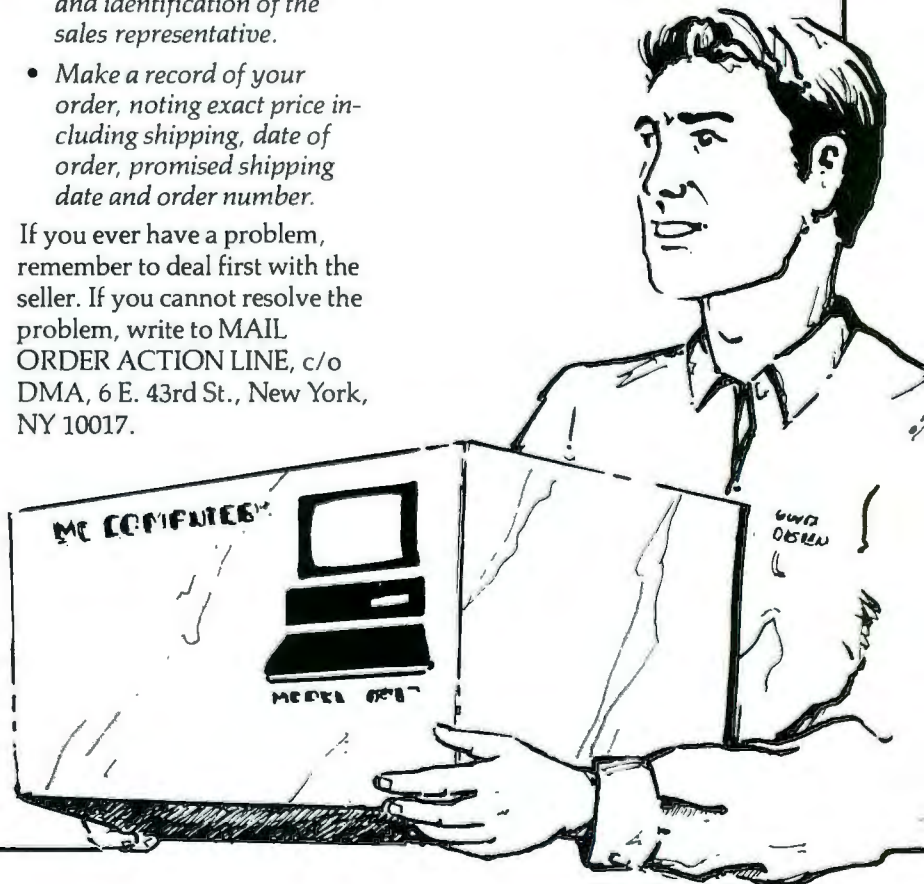 and identification of the
sales representative.
• Make a record of your
order, noting exact price in-
cluding shipping, date of
order, promised shipping
date and order number.
If you ever have a problem,
remember to deal first with the
seller. If you cannot resolve the
problem, write to MAIL
ORDER ACTION LINE, c/o
DMA, 6 E. 43rd St., New York,
NY 10017.